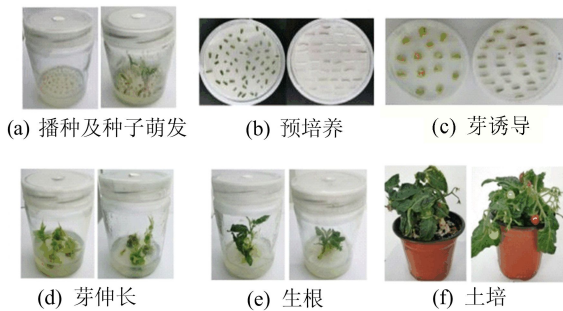 (a) 播种及种子萌发
(b) 预培养
(c) 芽诱导
(d) 芽伸长
(e) 生根
(f) 土培